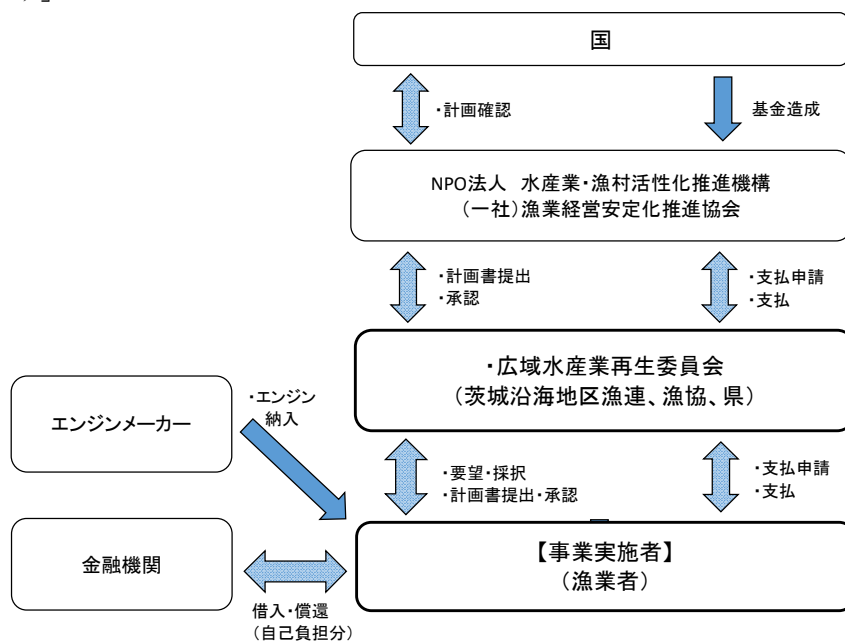 国
・計画確認
基金造成
NPO法人 水産業・漁村活性化推進機構
(一社)漁業経営安定化推進協会
・計画書提出
・承認
・支払申請
・支払
・広域水産業再生委員会
(茨城沿海地区漁連、漁協、県)
エンジンメーカー
・エンジン
納入
・要望・採択
・計画書提出・承認
・支払申請
・支払
金融機関
【事業実施者】
(漁業者)
借入・償還
(自己負担分)